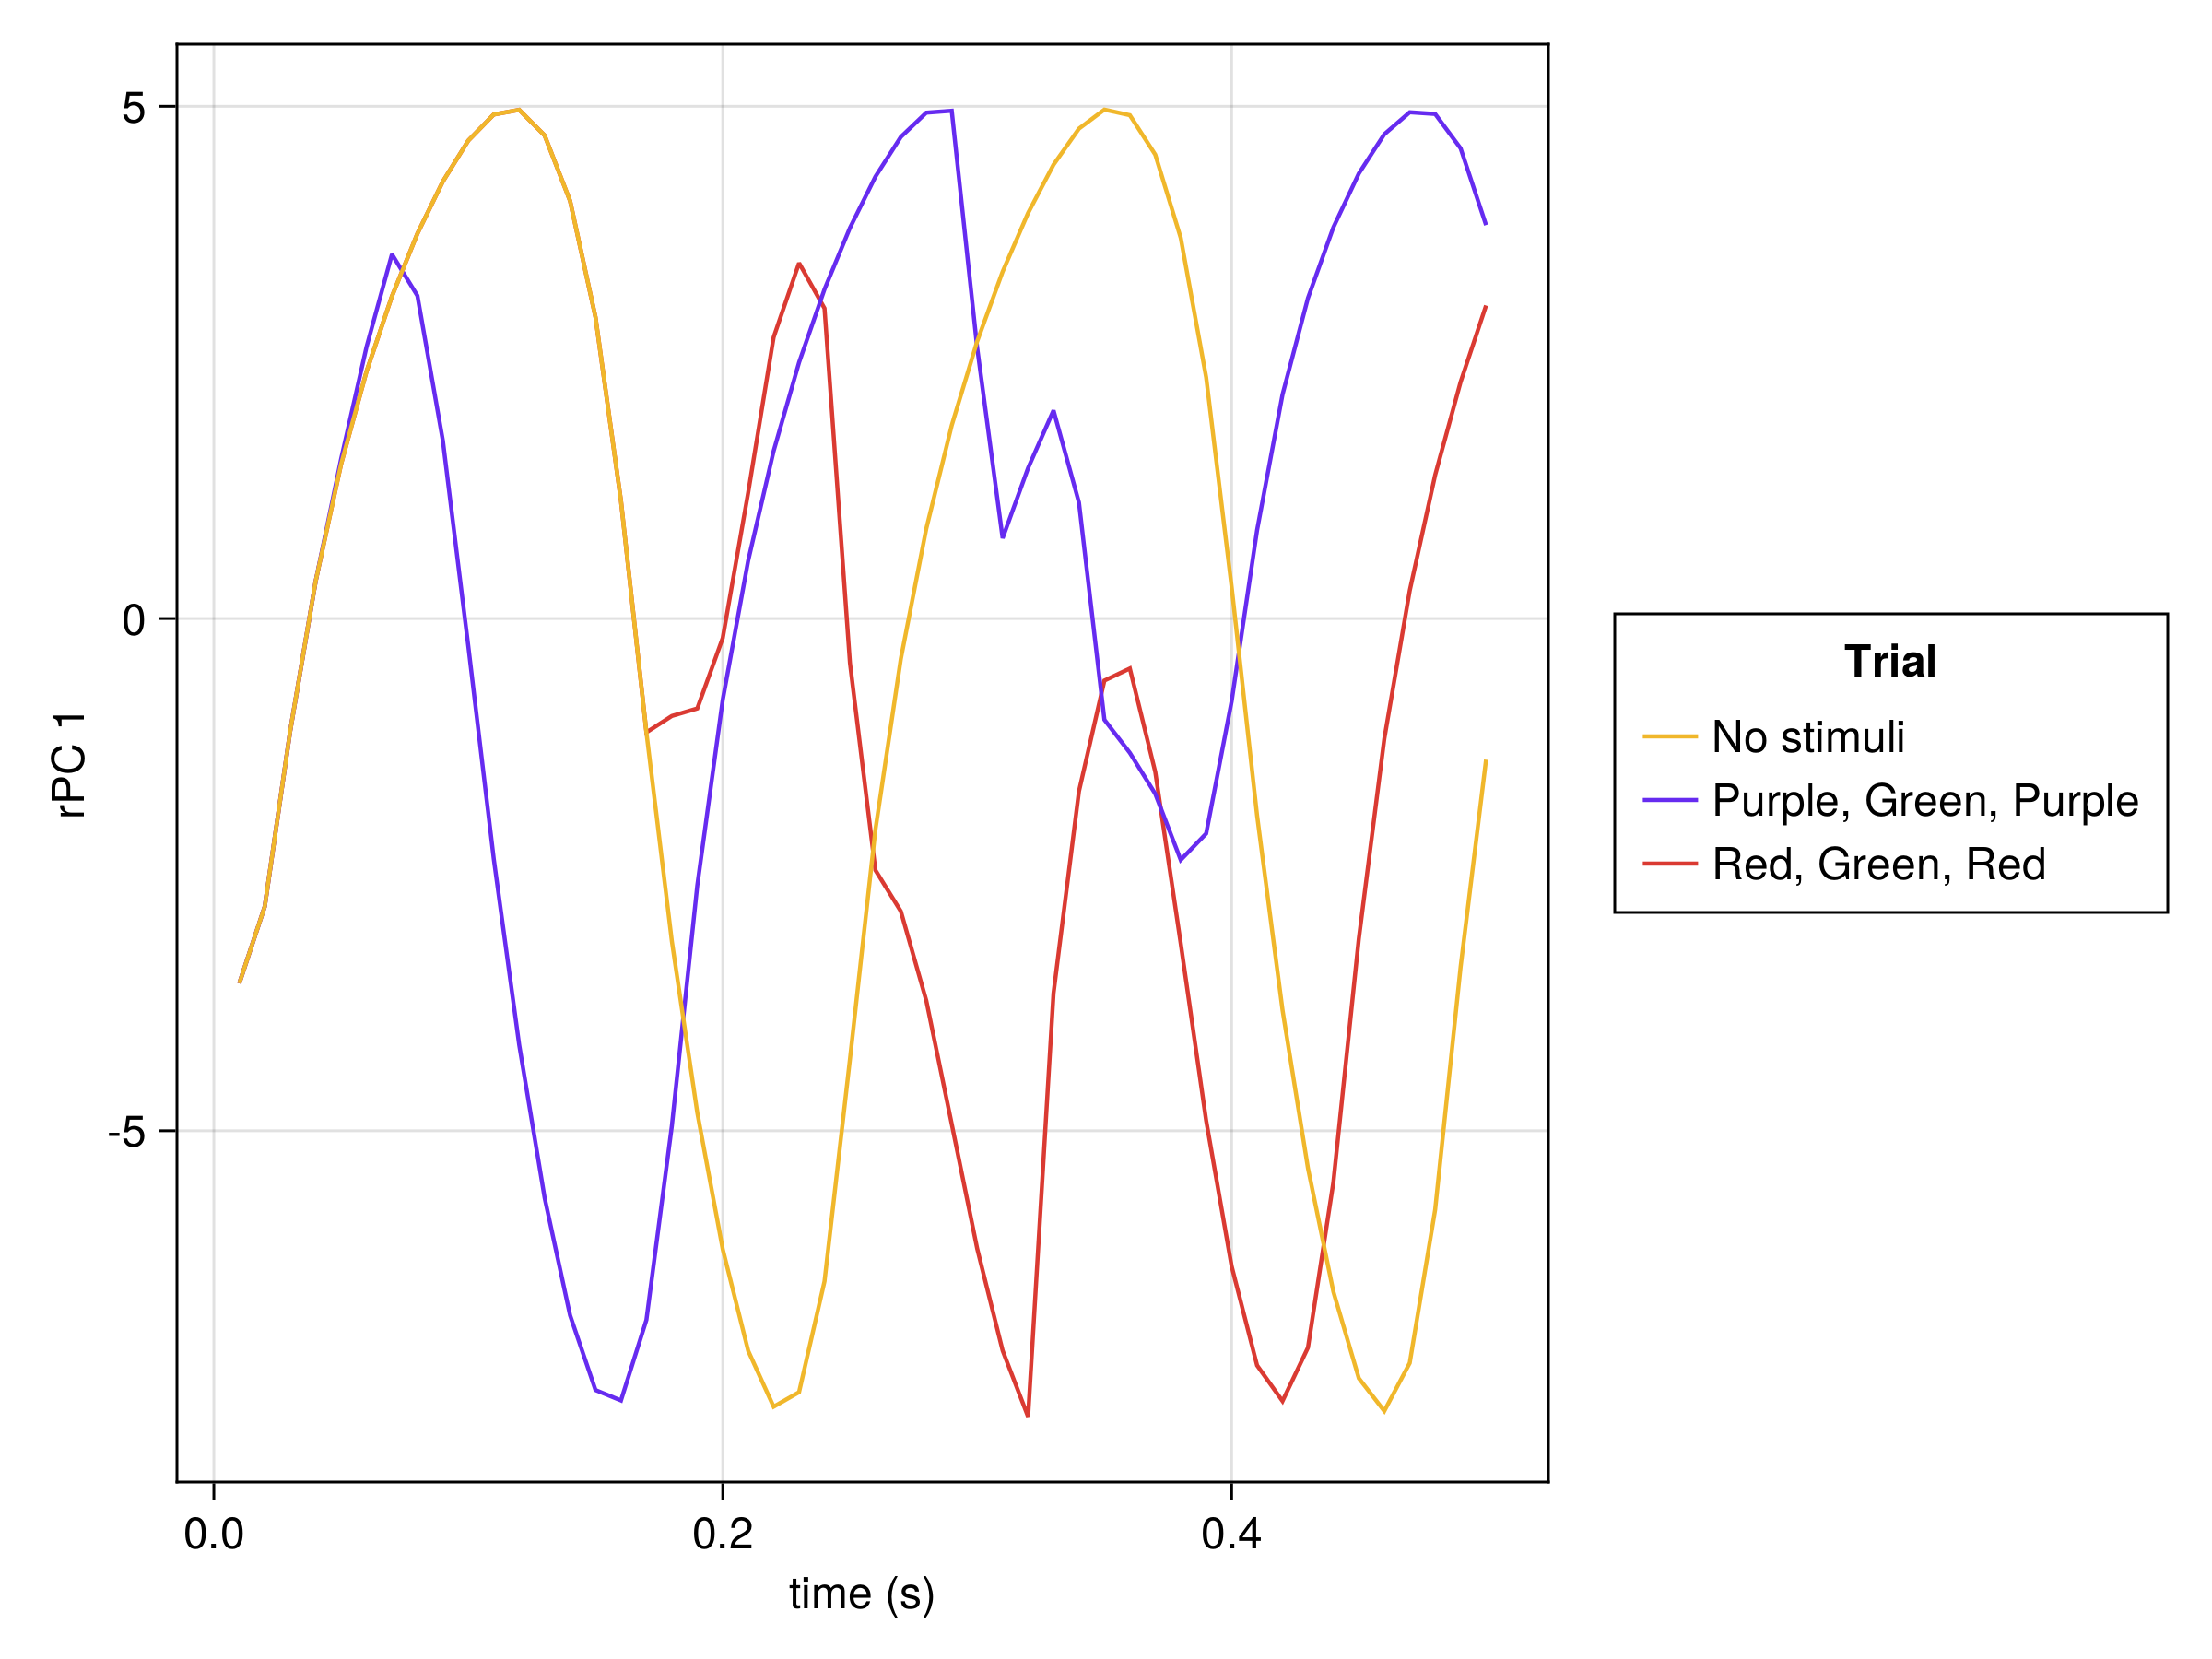 5
0
-5
rPC 1
0.0 0.2 0.4
time (s)
Trial
No stimuli
Purple, Green, Purple
Red, Green, Red